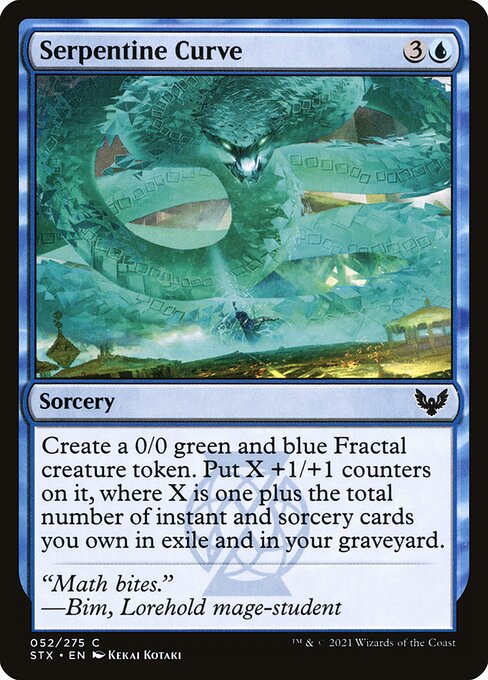 Serpentine Curve 3
Sorcery
Create a 0/0 green and blue Fractal
creature token. Put X +1/+1 counters
on it, where X is one plus the total
number of instant and sorcery cards
you own in exile and in your graveyard.
“Math bites.”
—Bim, Lorehold mage-student
052/275 C
STX • EN Kekai Kotaki
™ & © 2021 Wizards of the Coast